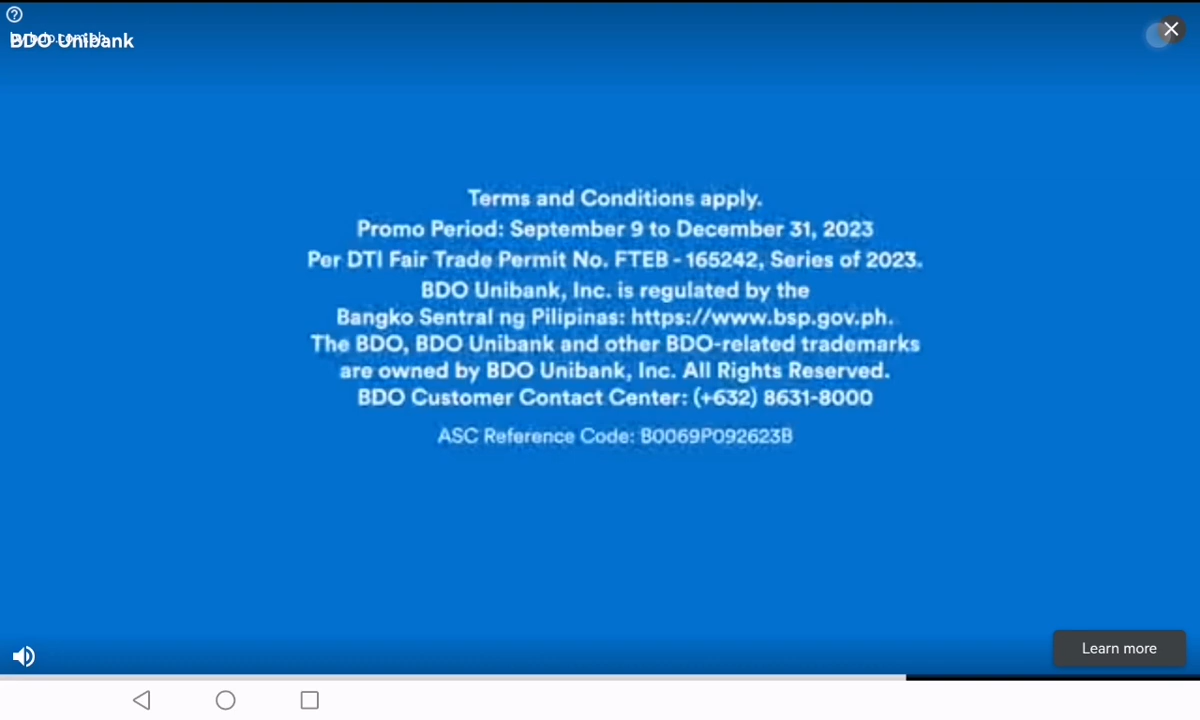 BDO Unibank
Terms and Conditions apply.
Promo Period: September 9 to December 31, 2023
Per DTI Fair Trade Permit No. FTEB - 165242, Series of 2023.
BDO Unibank, Inc. is regulated by the
Bangko Sentral ng Pilipinas: https://www.bsp.gov.ph.
The BDO, BDO Unibank and other BDO-related trademarks
are owned by BDO Unibank, Inc. All Rights Reserved.
BDO Customer Contact Center: (+632) 8631-8000
ASC Reference Code: B0069P092623B
Learn more